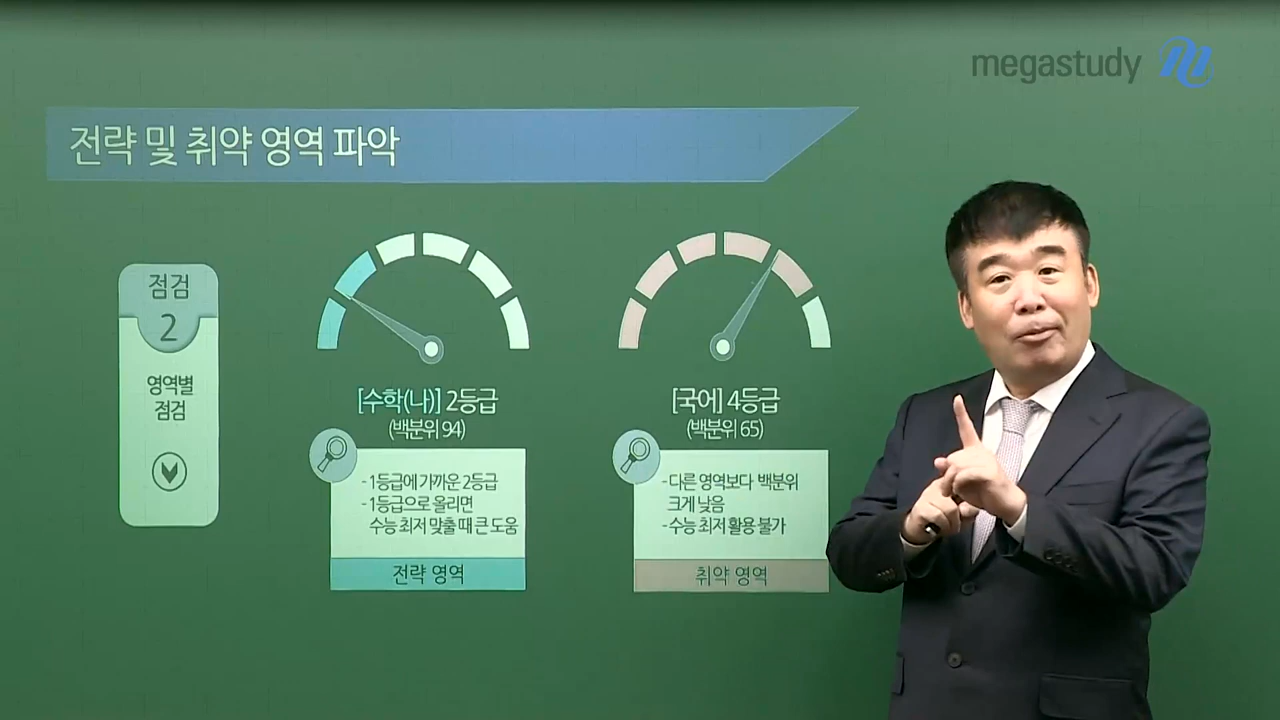 megastudy
전략 및 취약 영역 파악
점검
2
영역별
점검
[수학(나)] 2등급
(백분위 94)
- 1등급에 가까운 2등급
- 1등급으로 올리면
수능 최저 맞출 때 큰 도움
전략 영역
[국어] 4등급
(백분위 65)
- 다른 영역보다 백분위
크게 낮음
- 수능 최저 활용 불가
취약 영역